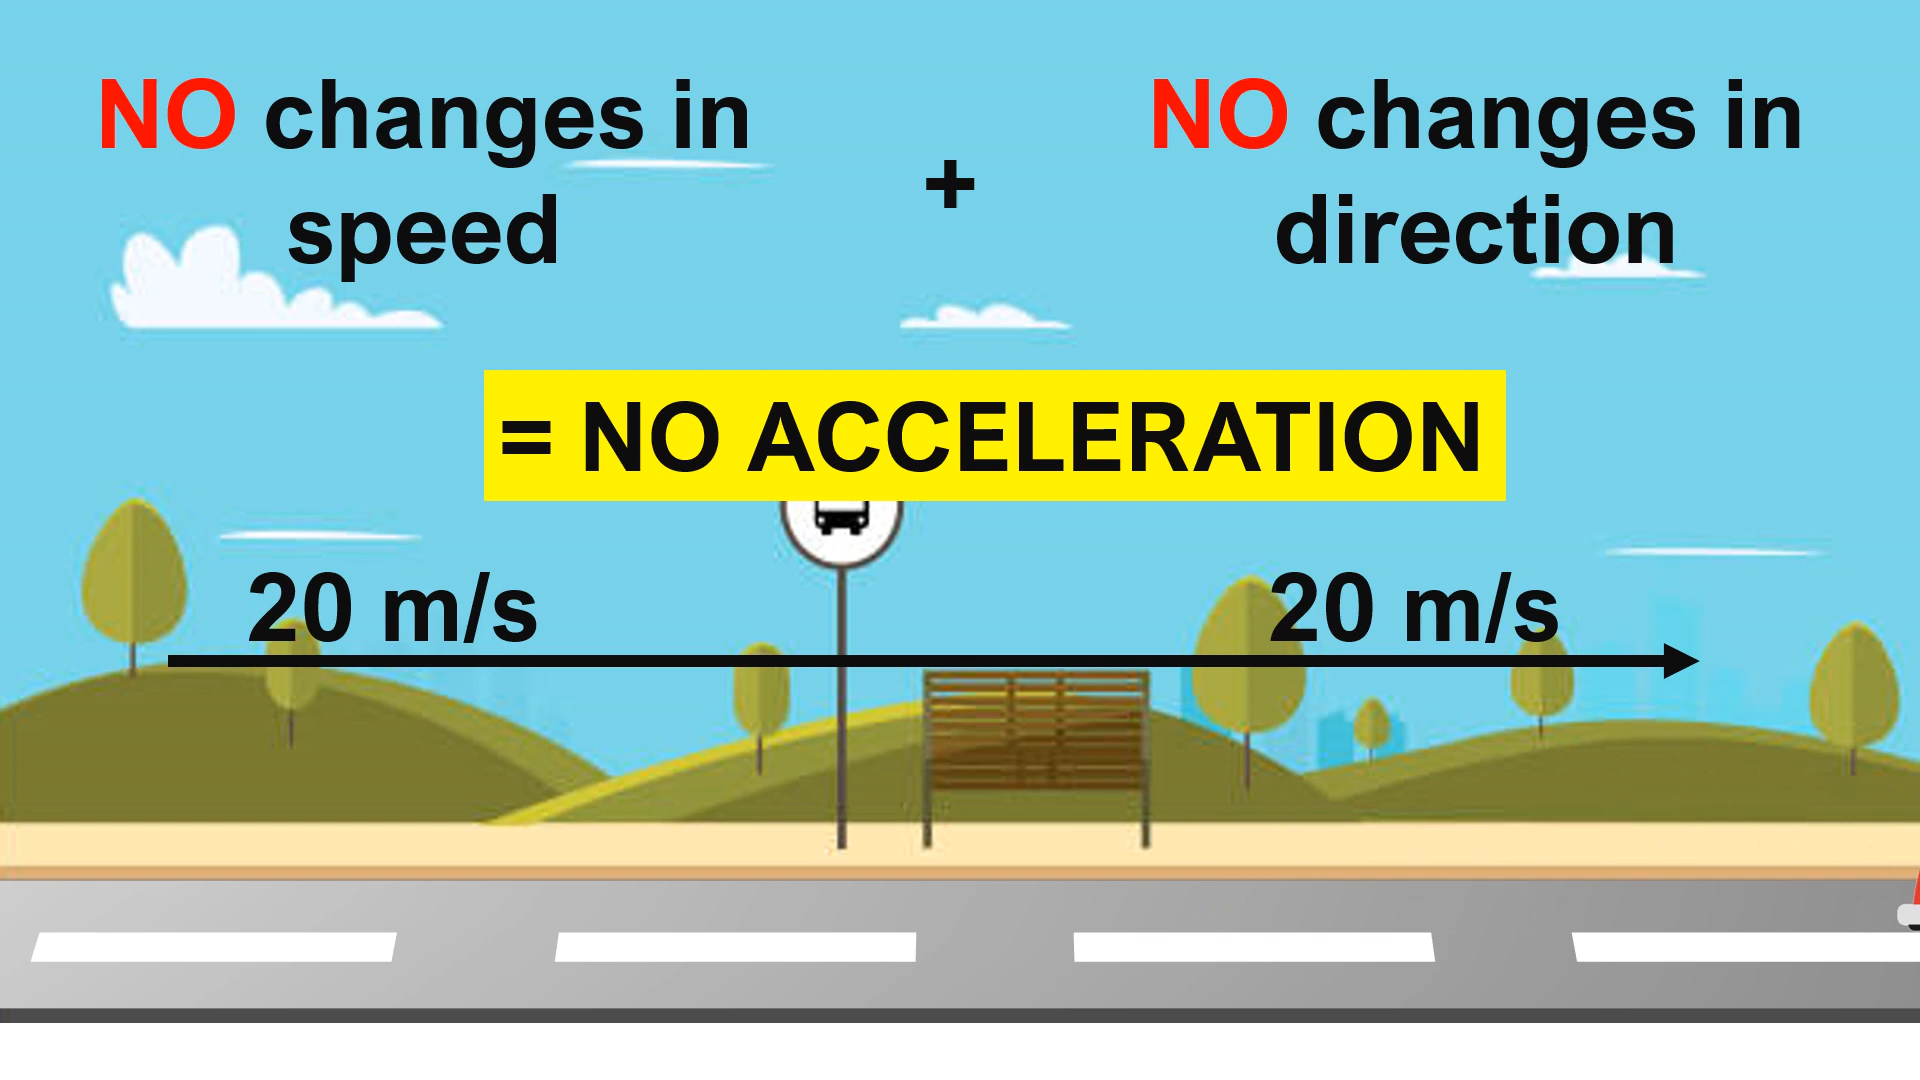 NO changes in
speed
+
NO changes in
direction
= NO ACCELERATION
20 m/s
20 m/s